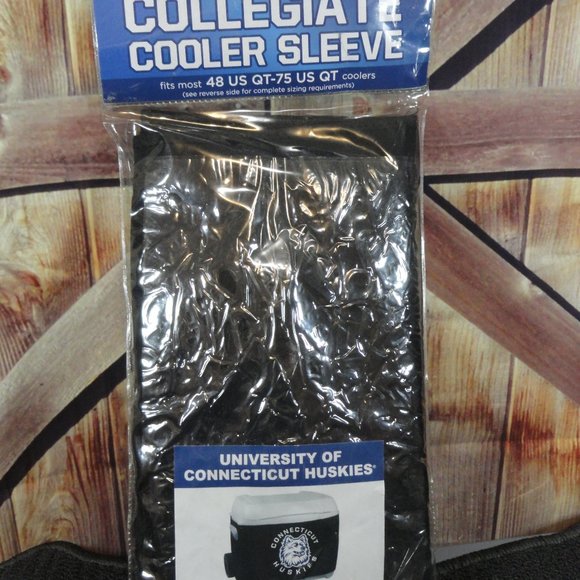 COLLEGIATE
COOLER SLEEVE
fits most 48 US QT-75 US QT coolers
(see reverse side for complete sizing requirements)
UNIVERSITY OF
CONNECTICUT HUSKIES®
CONNECTICUT
HUSKIES